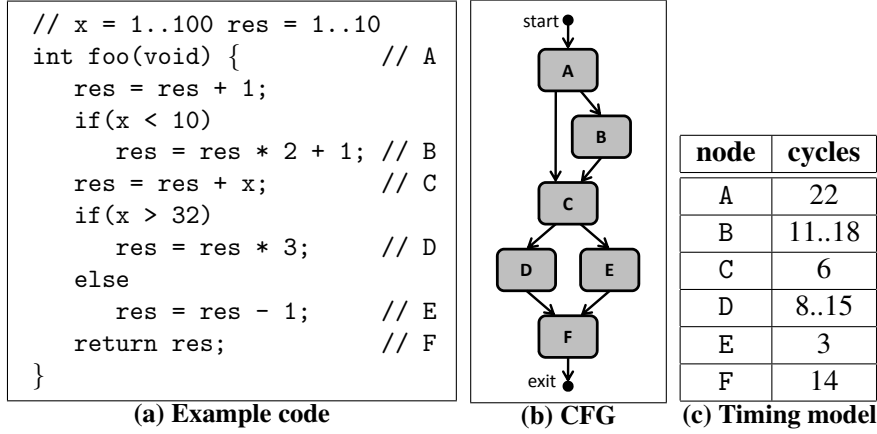 // x = 1..100 res = 1..10
int foo(void) { // A
res = res + 1;
if(x < 10)
res = res * 2 + 1; // B
res = res + x; // C
if(x > 32)
res = res * 3; // D
else
res = res - 1; // E
return res; // F
}
(a) Example code
start
A
B
C
D
E
F
exit
(b) CFG
node cycles
A 22
B 11..18
C 6
D 8..15
E 3
F 14
(c) Timing model